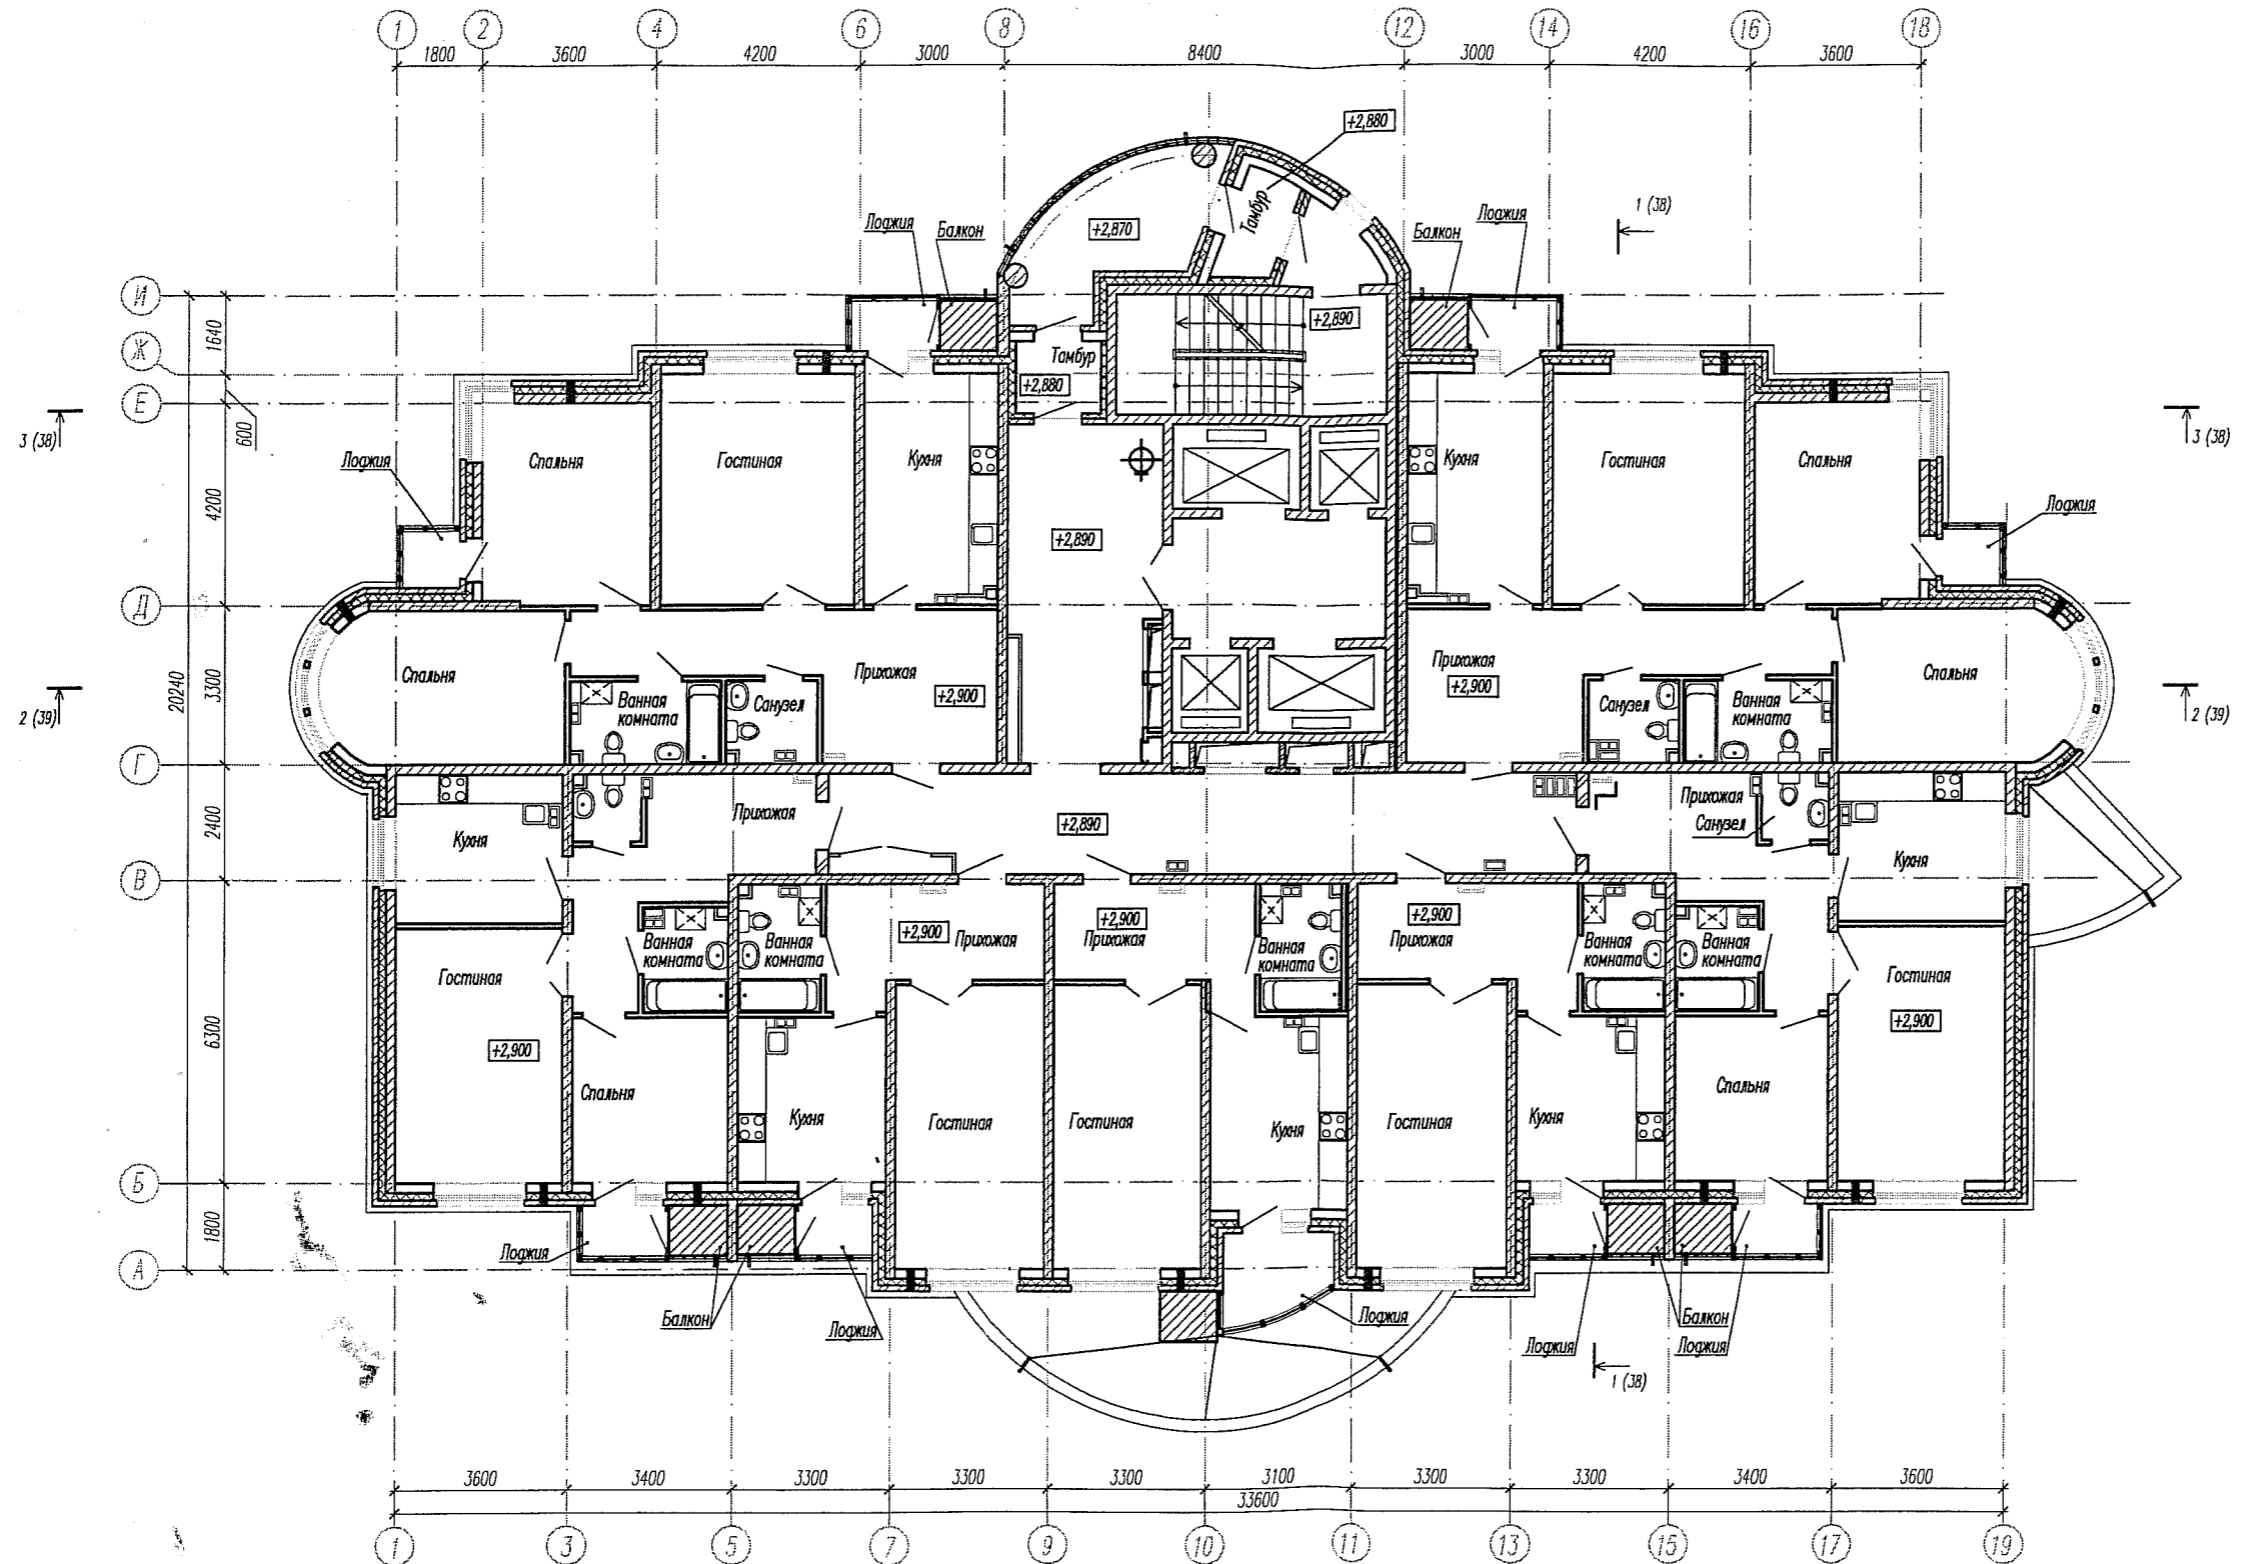 1 2 4 6 8 12 14 16 18
1800 3600 4200 3000 8400 3000 4200 3600
+2,880
Тамбур
1 (38)
Лоджия
Балкон
+2,870
Балкон
Лоджия
И
Ж
Е
1640
600
+2,890
Тамбур
+2,880
3 (38)
3 (38)
Лоджия
Спальня
Гостиная
Кухня
Кухня
Гостиная
Спальня
Лоджия
4200
+2,890
Д
20240
3300
2 (39)
2 (39)
Спальня
Ванная
комната
Санузел
Прихожая
+2,900
Прихожая
+2,900
Санузел
Ванная
комната
Спальня
Г
2400
Кухня
Прихожая
+2,890
Прихожая
Санузел
Кухня
В
6300
Гостиная
+2,900
Ванная
комната
Ванная
комната
+2,900
Прихожая
+2,900
Прихожая
Ванная
комната
+2,900
Прихожая
Ванная
комната
Ванная
комната
Гостиная
+2,900
Спальня
Кухня
Гостиная
Гостиная
Кухня
Гостиная
Кухня
Спальня
Б
1800
А
Лоджия
Балкон
Лоджия
Лоджия
Лоджия
Балкон
Лоджия
1 (38)
3600 3400 3300 3300 3300 3100 3300 3300 3400 3600
33600
1 3 5 7 9 10 11 13 15 17 19